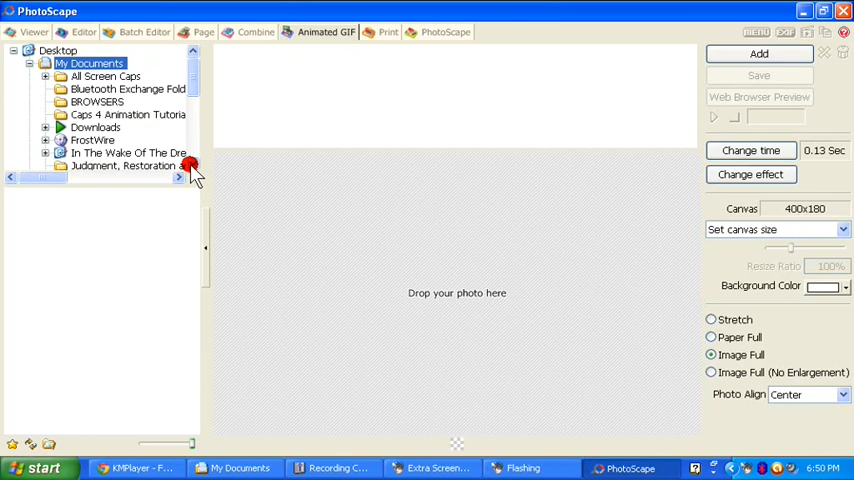 PhotoScape
Viewer Editor Batch Editor Page Combine Animated GIF Print PhotoScape MENU EXIF
Desktop
My Documents
All Screen Caps
Bluetooth Exchange Fold
BROWSERS
Caps 4 Animation Tutoria
Downloads
FrostWire
In The Wake Of The Dre
Judgment, Restoration a
Drop your photo here
Add
Save
Web Browser Preview
Change time 0.13 Sec
Change effect
Canvas 400x180
Set canvas size
Resize Ratio 100%
Background Color
Stretch
Paper Full
Image Full
Image Full (No Enlargement)
Photo Align Center
start KMPlayer - F... My Documents Recording C... Extra Screen... Flashing PhotoScape 6:50 PM